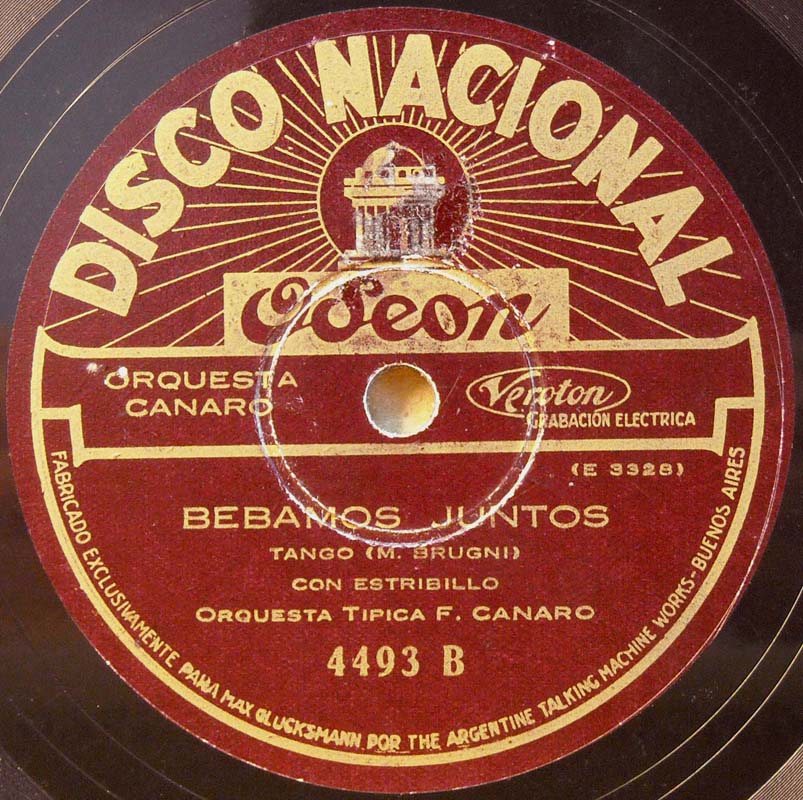 DISCO NACIONAL
Odeon
ORQUESTA
CANARO
Veroton
GRABACIÓN ELECTRICA
(E 3328)
BEBAMOS JUNTOS
TANGO (M. BRUGNI)
CON ESTRIBILLO
ORQUESTA TIPICA F. CANARO
4493 B
FABRICADO EXCLUSIVAMENTE PARA MAX GLUCKSMANN POR THE ARGENTINE TALKING MACHINE WORKS-BUENOS AIRES